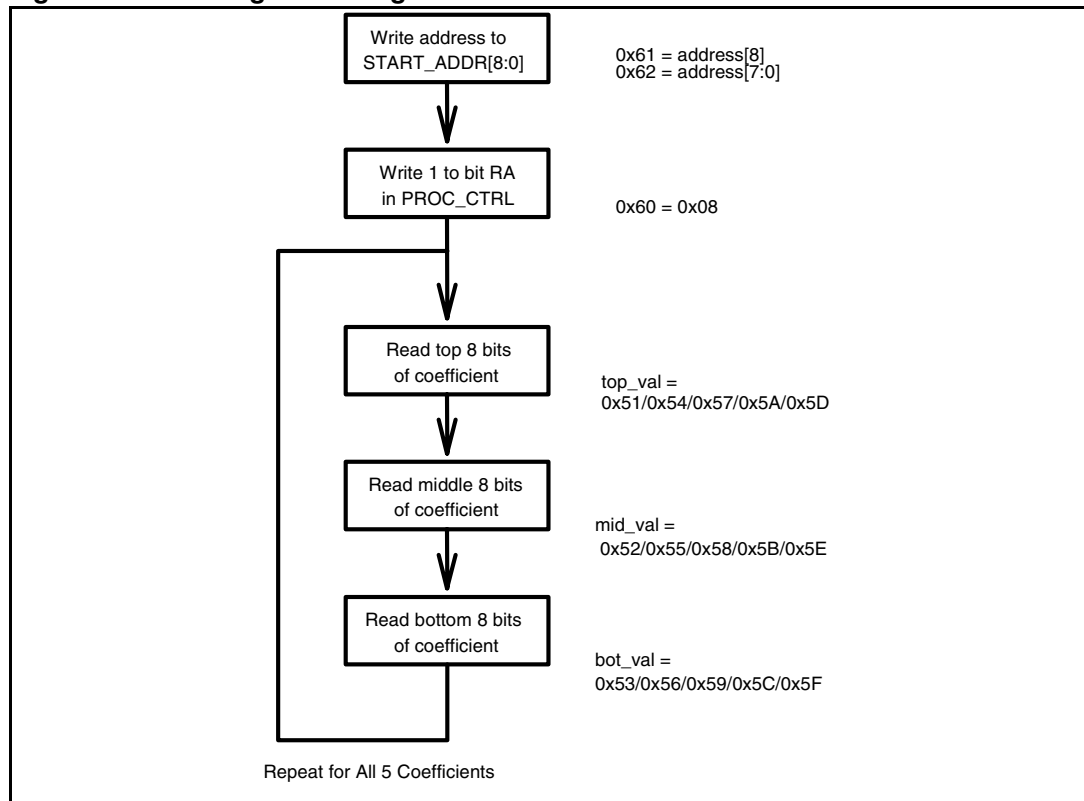 Write address to
START_ADDR[8:0]
0x61 = address[8]
0x62 = address[7:0]
Write 1 to bit RA
in PROC_CTRL
0x60 = 0x08
Read top 8 bits
of coefficient
top_val =
0x51/0x54/0x57/0x5A/0x5D
Read middle 8 bits
of coefficient
mid_val =
0x52/0x55/0x58/0x5B/0x5E
Read bottom 8 bits
of coefficient
bot_val =
0x53/0x56/0x59/0x5C/0x5F
Repeat for All 5 Coefficients